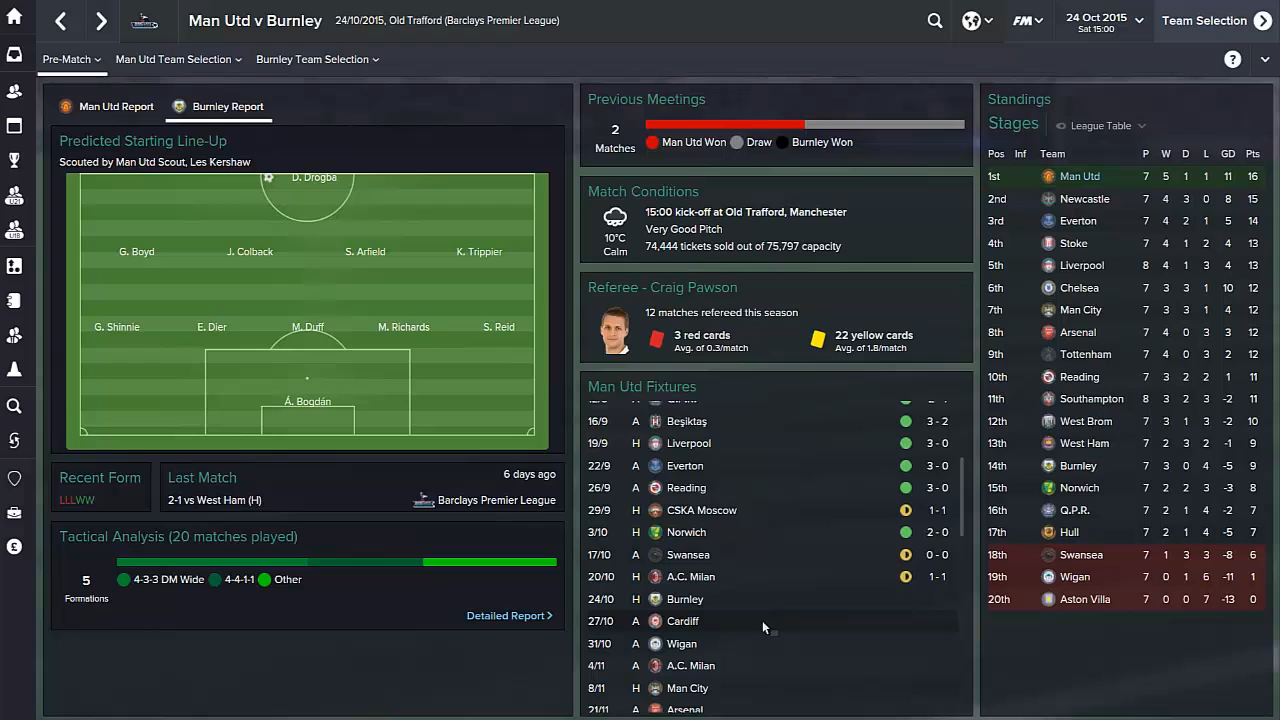 Man Utd v Burnley
24/10/2015, Old Trafford (Barclays Premier League)
FM
24 Oct 2015
Sat 15:00
Team Selection
Pre-Match
Man Utd Team Selection
Burnley Team Selection
?
U21
U18
Man Utd Report
Burnley Report
Predicted Starting Line-Up
Scouted by Man Utd Scout, Les Kershaw
D. Drogba
G. Boyd J. Colback S. Arfield K. Trippier
G. Shinnie E. Dier M. Duff M. Richards S. Reid
Á. Bogdán
Recent Form
LLLWW
Last Match
6 days ago
2-1 vs West Ham (H)
Barclays Premier League
Tactical Analysis (20 matches played)
5
Formations
4-3-3 DM Wide 4-4-1-1 Other
Detailed Report >
Previous Meetings
2
Matches
Man Utd Won Draw Burnley Won
Match Conditions
10°C
Calm
15:00 kick-off at Old Trafford, Manchester
Very Good Pitch
74,444 tickets sold out of 75,797 capacity
Referee - Craig Pawson
12 matches refereed this season
3 red cards
Avg. of 0.3/match
22 yellow cards
Avg. of 1.8/match
Man Utd Fixtures
16/9 A Beşiktaş 3 - 2
19/9 H Liverpool 3 - 0
22/9 A Everton 3 - 0
26/9 A Reading 3 - 0
29/9 H CSKA Moscow 1 - 1
3/10 H Norwich 2 - 0
17/10 A Swansea 0 - 0
20/10 H A.C. Milan 1 - 1
24/10 H Burnley
27/10 A Cardiff
31/10 A Wigan
4/11 A A.C. Milan
8/11 H Man City
21/11 A Arsenal
Standings
Stages League Table
Pos Inf Team P W D L GD Pts
1st Man Utd 7 5 1 1 11 16
2nd Newcastle 7 4 3 0 8 15
3rd Everton 7 4 2 1 5 14
4th Stoke 7 4 1 2 4 13
5th Liverpool 8 4 1 3 4 13
6th Chelsea 7 3 3 1 10 12
7th Man City 7 3 3 1 4 12
8th Arsenal 7 4 0 3 3 12
9th Tottenham 7 4 0 3 2 12
10th Reading 7 3 2 2 1 11
11th Southampton 8 3 2 3 -2 11
12th West Brom 7 3 1 3 -2 10
13th West Ham 7 2 3 2 -1 9
14th Burnley 7 3 0 4 -5 9
15th Norwich 7 2 2 3 -3 8
16th Q.P.R. 7 2 1 4 -2 7
17th Hull 7 2 1 4 -5 7
18th Swansea 7 1 3 3 -8 6
19th Wigan 7 0 1 6 -11 1
20th Aston Villa 7 0 0 7 -13 0